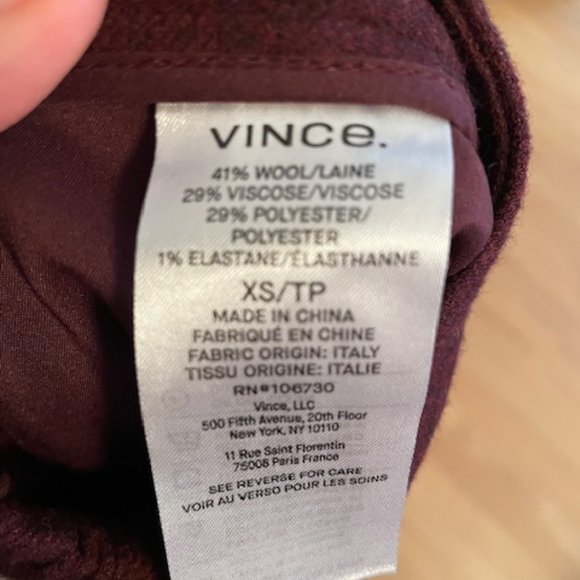 VINCe.
41% WOOL/LAINE
29% VISCOSE/VISCOSE
29% POLYESTER/
POLYESTER
1% ELASTANE/ÉLASTHANNE
XS/TP
MADE IN CHINA
FABRIQUÉ EN CHINE
FABRIC ORIGIN: ITALY
TISSU ORIGINE: ITALIE
RN#106730
Vince, LLC
500 Fifth Avenue, 20th Floor
New York, NY 10110
11 Rue Saint Florentin
75008 Paris France
SEE REVERSE FOR CARE
VOIR AU VERSO POUR LES SOINS